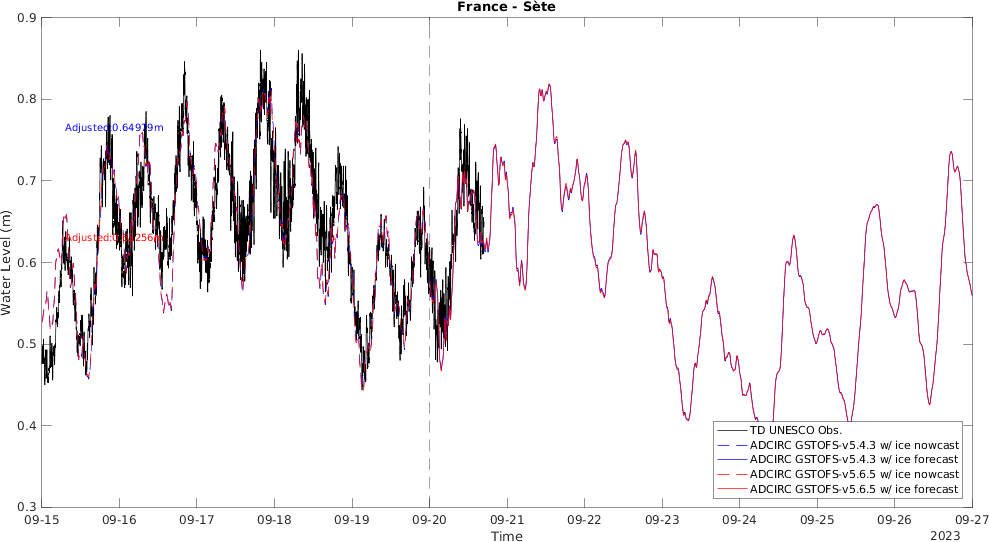 France - Sète
0.9
0.8
0.7
0.6
0.5
0.4
0.3
Water Level (m)
Adjusted:0.64979m
TD UNESCO Obs.
ADCIRC GSTOFS-v5.4.3 w/ ice nowcast
ADCIRC GSTOFS-v5.4.3 w/ ice forecast
ADCIRC GSTOFS-v5.6.5 w/ ice nowcast
ADCIRC GSTOFS-v5.6.5 w/ ice forecast
09-15 09-16 09-17 09-18 09-19 09-20 09-21 09-22 09-23 09-24 09-25 09-26 09-27
Time
2023